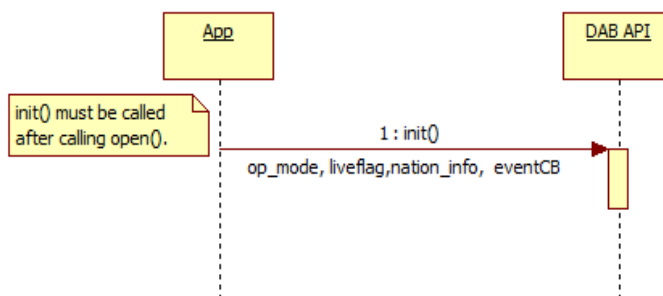 App
DAB API
init() must be called
after calling open().
1 : init()
op_mode, liveflag,nation_info, eventCB